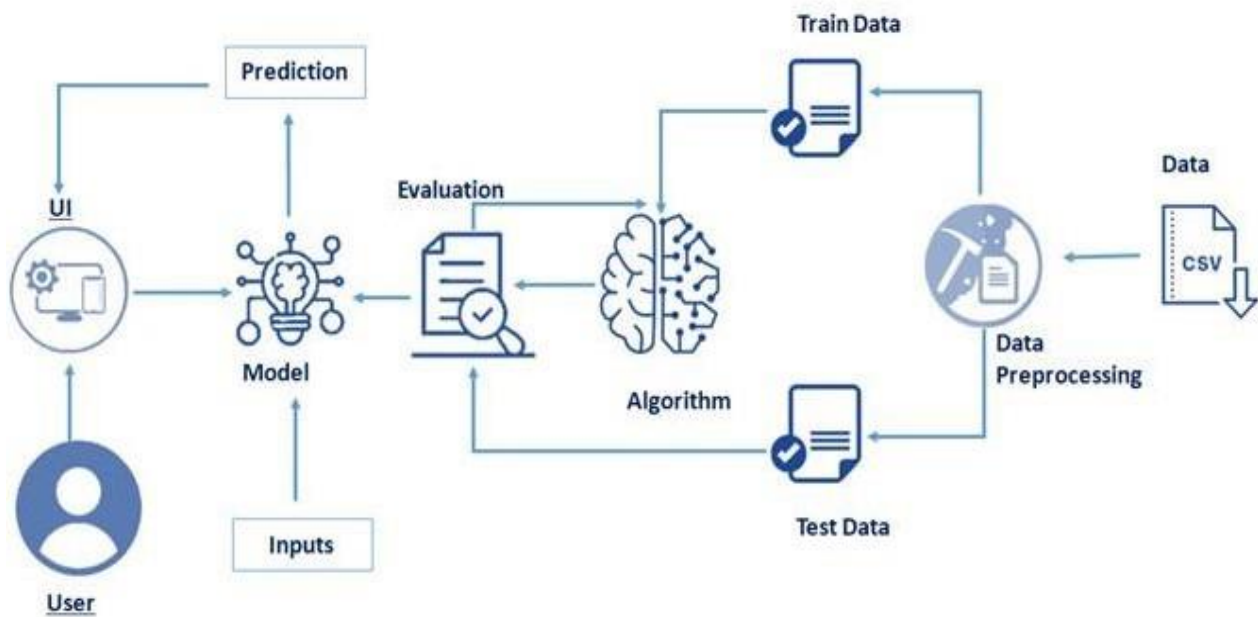 Train Data
Prediction
Data
Evaluation
UI
CSV
Model
Data
Preprocessing
Algorithm
Inputs
Test Data
User